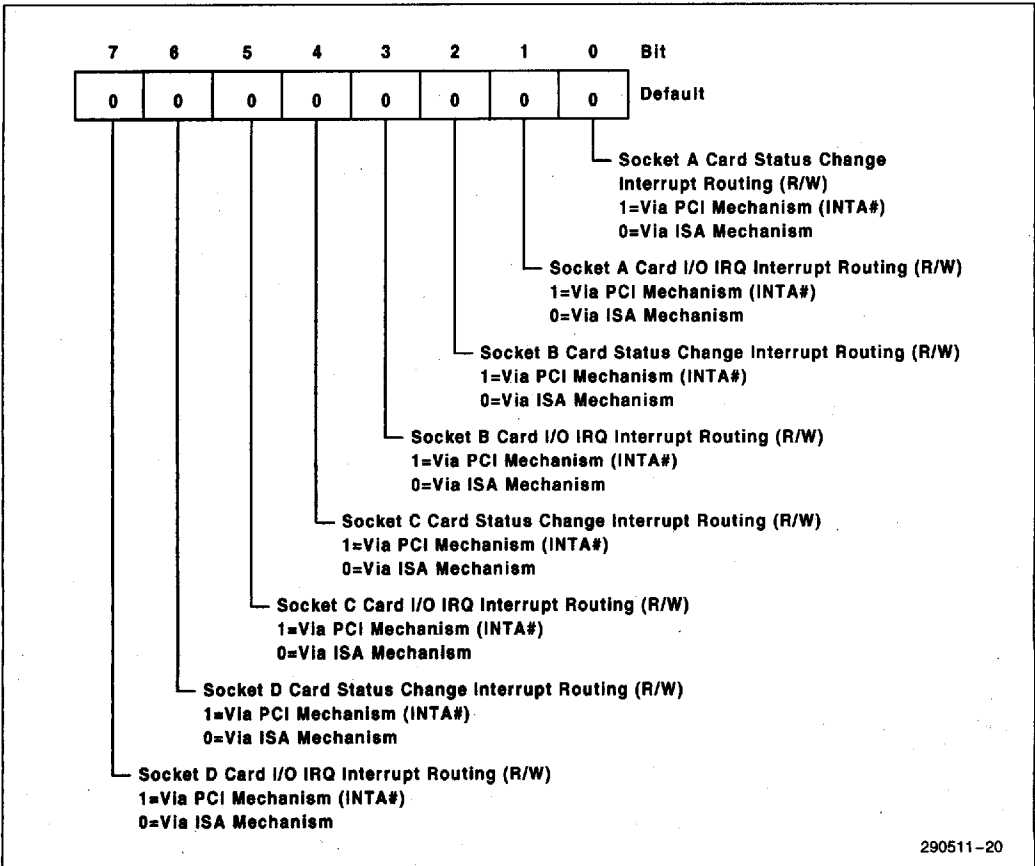 7 6 5 4 3 2 1 0 Bit
0 0 0 0 0 0 0 0 Default
Socket A Card Status Change
Interrupt Routing (R/W)
1=Via PCI Mechanism (INTA#)
0=Via ISA Mechanism
Socket A Card I/O IRQ Interrupt Routing (R/W)
1=Via PCI Mechanism (INTA#)
0=Via ISA Mechanism
Socket B Card Status Change Interrupt Routing (R/W)
1=Via PCI Mechanism (INTA#)
0=Via ISA Mechanism
Socket B Card I/O IRQ Interrupt Routing (R/W)
1=Via PCI Mechanism (INTA#)
0=Via ISA Mechanism
Socket C Card Status Change Interrupt Routing (R/W)
1=Via PCI Mechanism (INTA#)
0=Via ISA Mechanism
Socket C Card I/O IRQ Interrupt Routing (R/W)
1=Via PCI Mechanism (INTA#)
0=Via ISA Mechanism
Socket D Card Status Change Interrupt Routing (R/W)
1=Via PCI Mechanism (INTA#)
0=Via ISA Mechanism
Socket D Card I/O IRQ Interrupt Routing (R/W)
1=Via PCI Mechanism (INTA#)
0=Via ISA Mechanism
290511-20